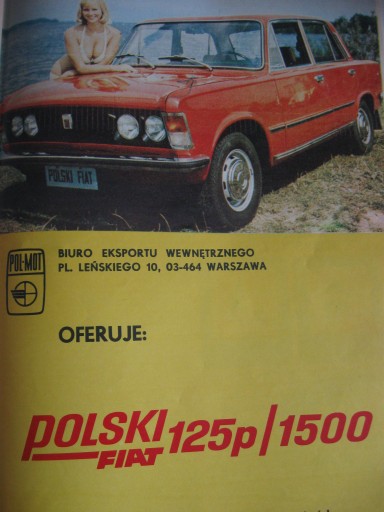 POLSKI FIAT
POL-MOT
BIURO EKSPORTU WEWNĘTRZNEGO
PL. LEŃSKIEGO 10, 03-464 WARSZAWA
OFERUJE:
POLSKI FIAT 125p/1500